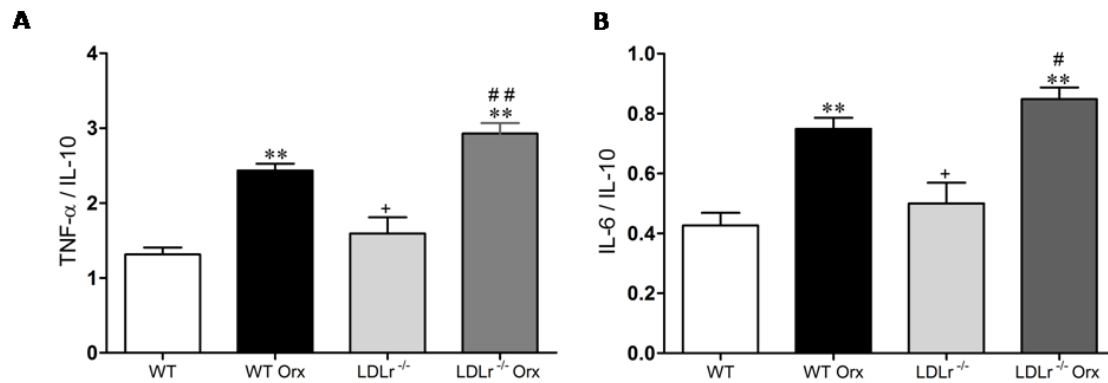 A
TNF-α / IL-10
4
3
2
1
0
**
+
##
**
WT
WT Orx
LDLr -/-
LDLr -/- Orx
B
IL-6 / IL-10
1.0
0.8
0.6
0.4
0.2
0.0
**
+
#
**
WT
WT Orx
LDLr -/-
LDLr -/- Orx